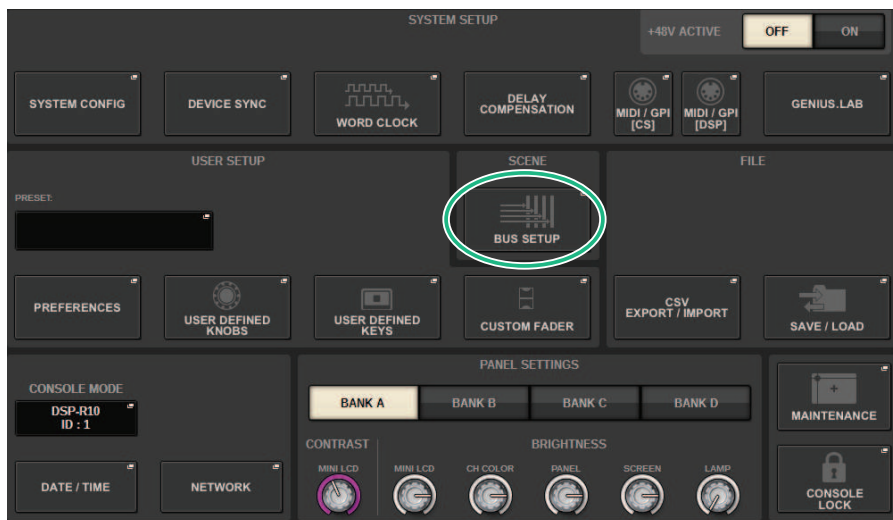 SYSTEM SETUP
+48V ACTIVE
OFF
ON
SYSTEM CONFIG
DEVICE SYNC
WORD CLOCK
DELAY
COMPENSATION
MIDI / GPI
[CS]
MIDI / GPI
[DSP]
GENIUS.LAB
USER SETUP
SCENE
FILE
PRESET:
BUS SETUP
PREFERENCES
USER DEFINED
KNOBS
USER DEFINED
KEYS
CUSTOM FADER
CSV
EXPORT / IMPORT
SAVE / LOAD
CONSOLE MODE
DSP-R10
ID : 1
PANEL SETTINGS
BANK A
BANK B
BANK C
BANK D
MAINTENANCE
CONTRAST
BRIGHTNESS
MINI LCD
MINI LCD
CH COLOR
PANEL
SCREEN
LAMP
DATE / TIME
NETWORK
CONSOLE
LOCK